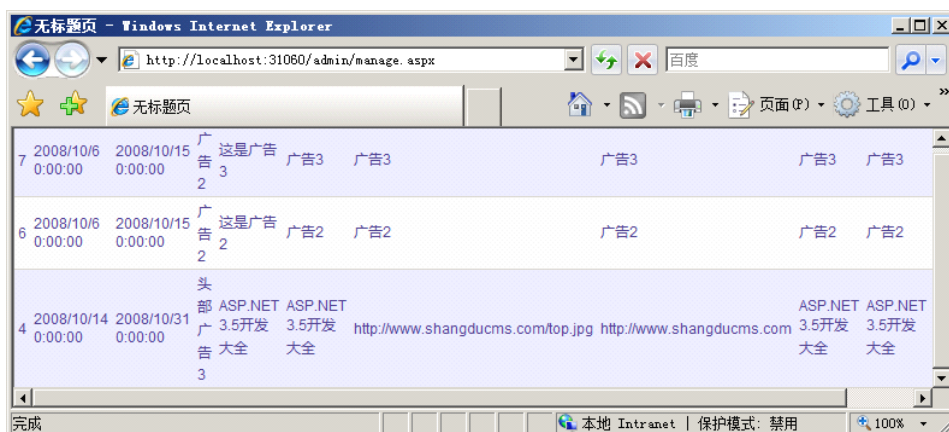 无标题页 - Windows Internet Explorer
http://localhost:31060/admin/manage.aspx
百度
无标题页
页面(P)
工具(O)
»
7 2008/10/6 0:00:00 2008/10/15 0:00:00 广告2 这是广告3 广告3 广告3 广告3 广告3 广告3
6 2008/10/6 0:00:00 2008/10/15 0:00:00 广告2 这是广告2 广告2 广告2 广告2 广告2 广告2
4 2008/10/14 0:00:00 2008/10/31 0:00:00 头部广告3 ASP.NET 3.5开发大全 ASP.NET 3.5开发大全 http://www.shangducms.com/top.jpg http://www.shangducms.com ASP.NET 3.5开发大全 ASP.NET 3.5开发大全
完成
本地 Intranet | 保护模式: 禁用
100%